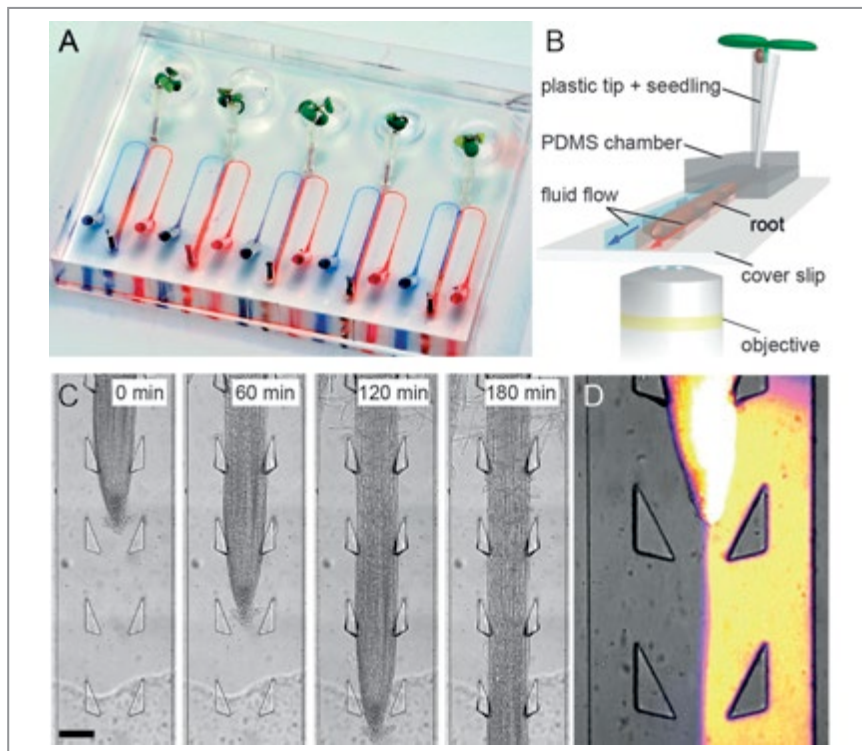 A
B
plastic tip + seedling
PDMS chamber
fluid flow
root
cover slip
objective
C
0 min
60 min
120 min
180 min
D